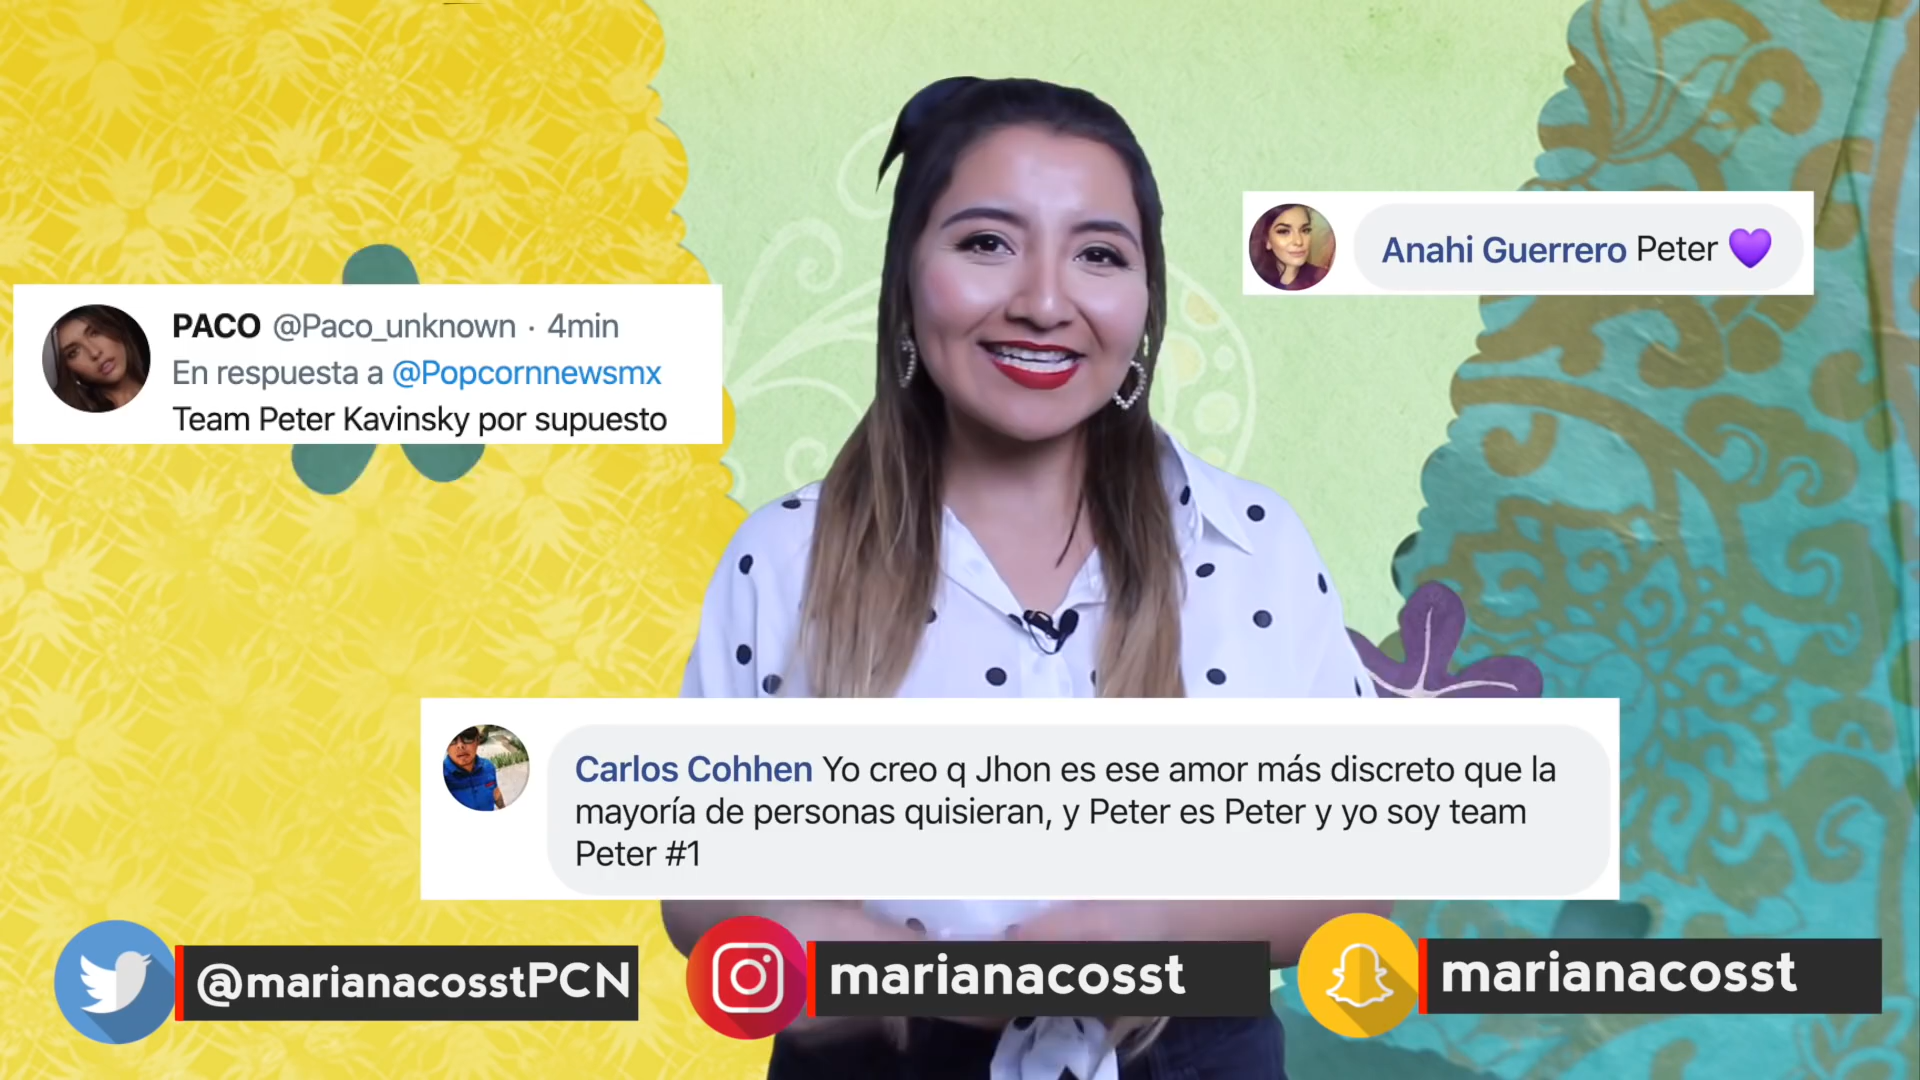 PACO @Paco_unknown · 4min
En respuesta a @Popcornnewsmx
Team Peter Kavinsky por supuesto
Anahi Guerrero Peter 💜
Carlos Cohhen Yo creo q Jhon es ese amor más discreto que la
mayoría de personas quisieran, y Peter es Peter y yo soy team
Peter #1
@marianacosstPCN
marianacosst
marianacosst